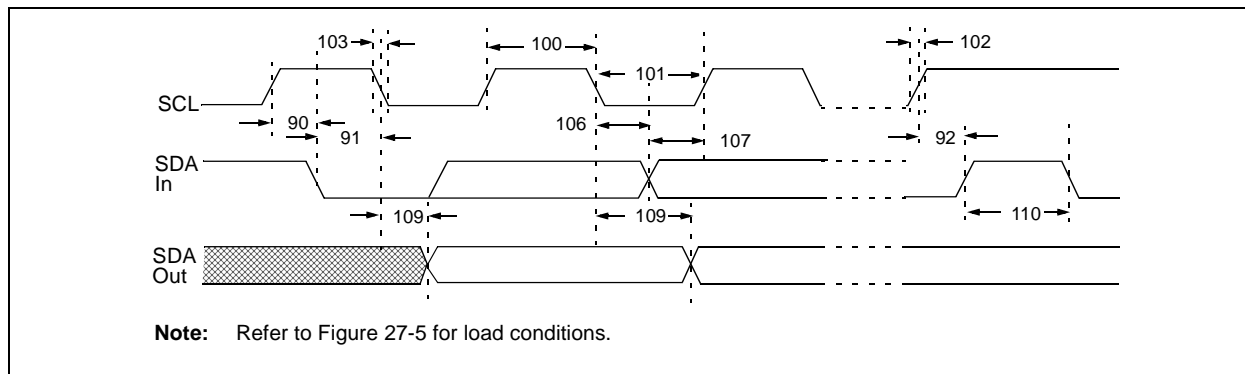 103
100
102
101
SCL
90
91
106
107
92
SDA
In
109
109
110
SDA
Out
Note: Refer to Figure 27-5 for load conditions.